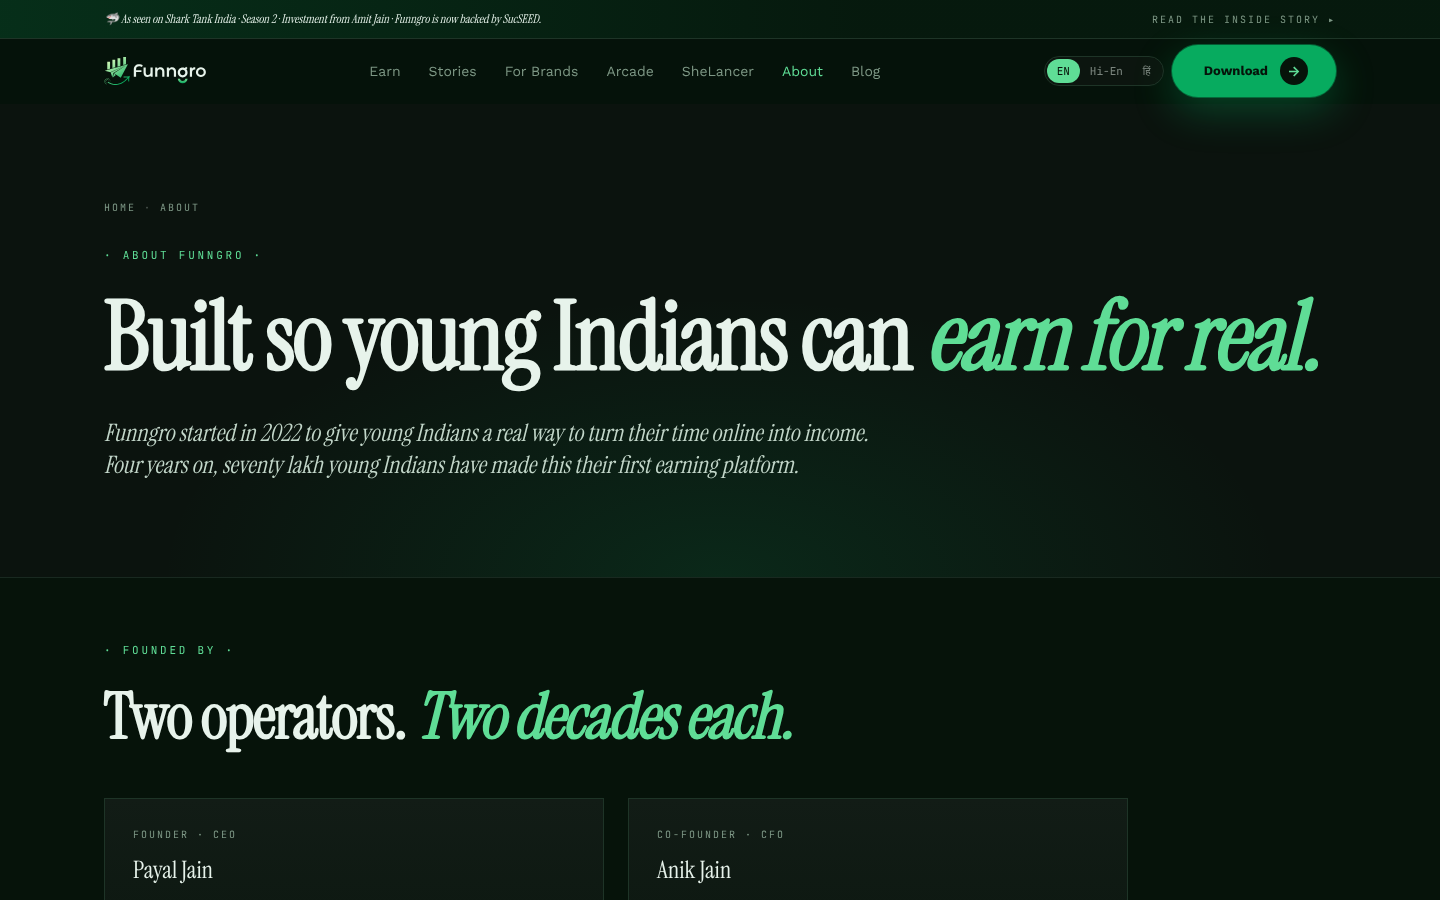 🦈 As seen on Shark Tank India · Season 2 · Investment from Amit Jain · Funngro is now backed by SucSEED.
READ THE INSIDE STORY ▸
Funngro
Earn Stories For Brands Arcade SheLancer About Blog
EN Hi-En हिं
Download →
HOME · ABOUT
· ABOUT FUNNGRO ·
Built so young Indians can earn for real.
Funngro started in 2022 to give young Indians a real way to turn their time online into income.
Four years on, seventy lakh young Indians have made this their first earning platform.
· FOUNDED BY ·
Two operators. Two decades each.
FOUNDER · CEO
Payal Jain
CO-FOUNDER · CFO
Anik Jain